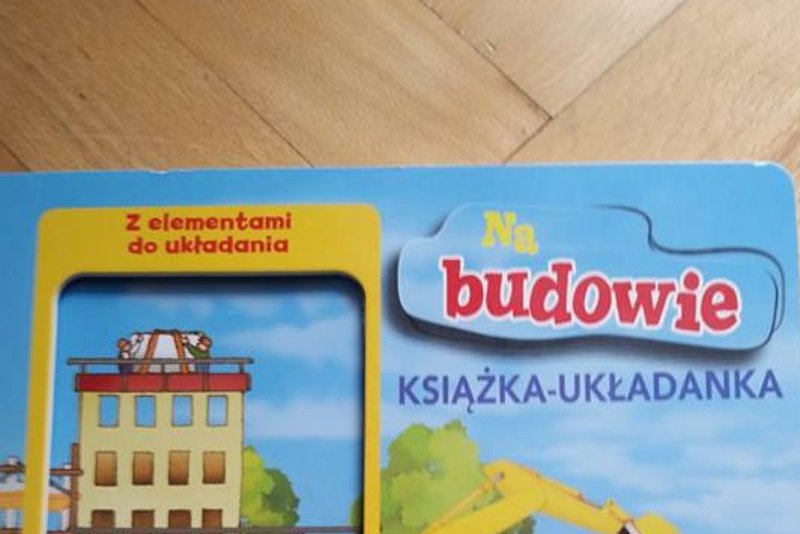 Z elementami
do układania
Na
budowie
KSIĄŻKA-UKŁADANKA